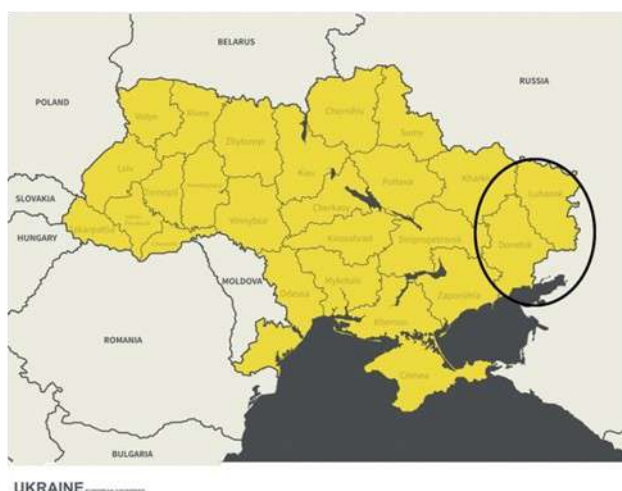 BELARUS
RUSSIA
POLAND
Volyn
Rivne
Chernihiv
Sumy
Zhytomyr
Kiev
Lviv
Kharkiv
Poltava
Luhansk
SLOVAKIA
Ternopil
Cherkasy
HUNGARY
Vinnytsia
Kirovohrad
Dnipropetrovsk
Donetsk
MOLDOVA
Odessa
Mykolaiv
Zaporizhia
Kherson
ROMANIA
Crimea
BULGARIA
UKRAINE